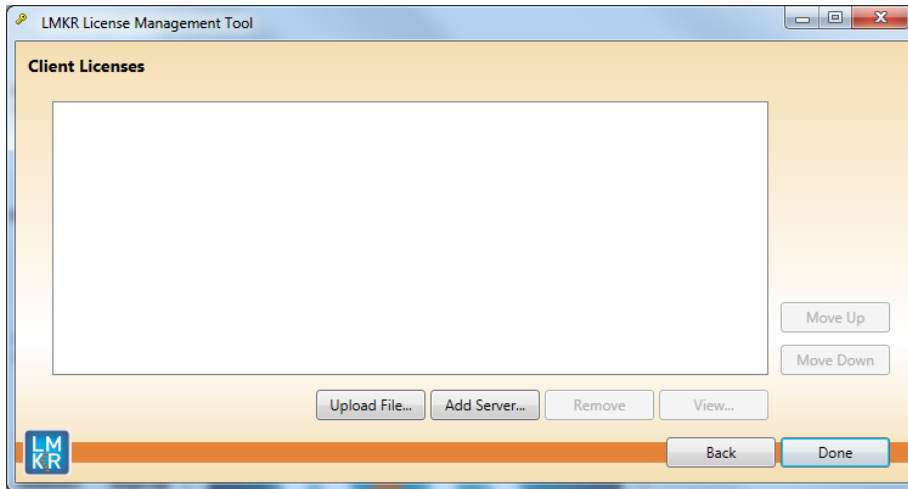 LMKR License Management Tool
Client Licenses
Move Up
Move Down
Upload File... Add Server... Remove View...
LM
KR
Back Done